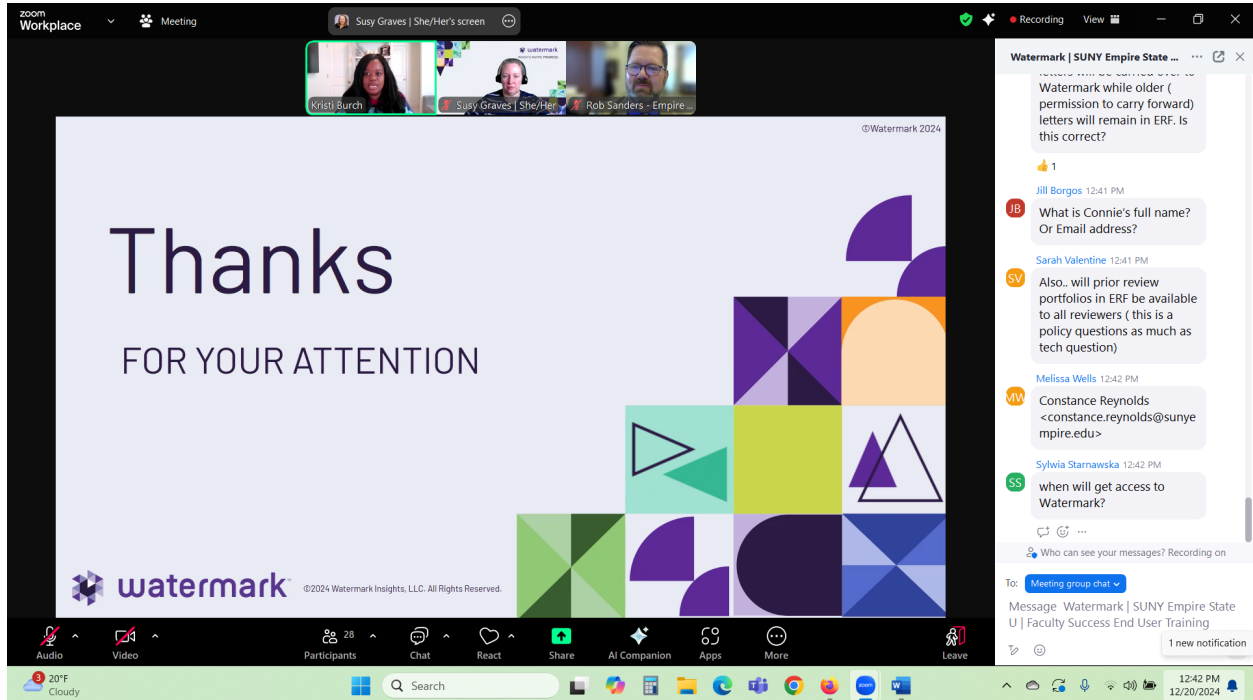 zoom
Workplace
Meeting
Susy Graves | She/Her's screen
Recording
View
Kristi Burch
Susy Graves | She/Her
Rob Sanders - Empire ...
watermark
©Watermark 2024
Thanks
FOR YOUR ATTENTION
watermark
©2024 Watermark Insights, LLC. All Rights Reserved.
Watermark | SUNY Empire State ...
letters will be carried over to
Watermark while older (
permission to carry forward)
letters will remain in ERF. Is
this correct?
👍 1
Jill Borgos 12:41 PM
JB
What is Connie's full name?
Or Email address?
Sarah Valentine 12:41 PM
SV
Also.. will prior review
portfolios in ERF be available
to all reviewers ( this is a
policy questions as much as
tech question)
Melissa Wells 12:42 PM
MW
Constance Reynolds
<constance.reynolds@sunye
mpire.edu>
Sylwia Starnawska 12:42 PM
SS
when will get access to
Watermark?
Who can see your messages? Recording on
To: Meeting group chat
Message Watermark | SUNY Empire State
U | Faculty Success End User Training
1 new notification
Audio
Video
28
Participants
Chat
React
Share
AI Companion
Apps
More
Leave
3
20°F
Cloudy
Search
zoom
12:42 PM
12/20/2024